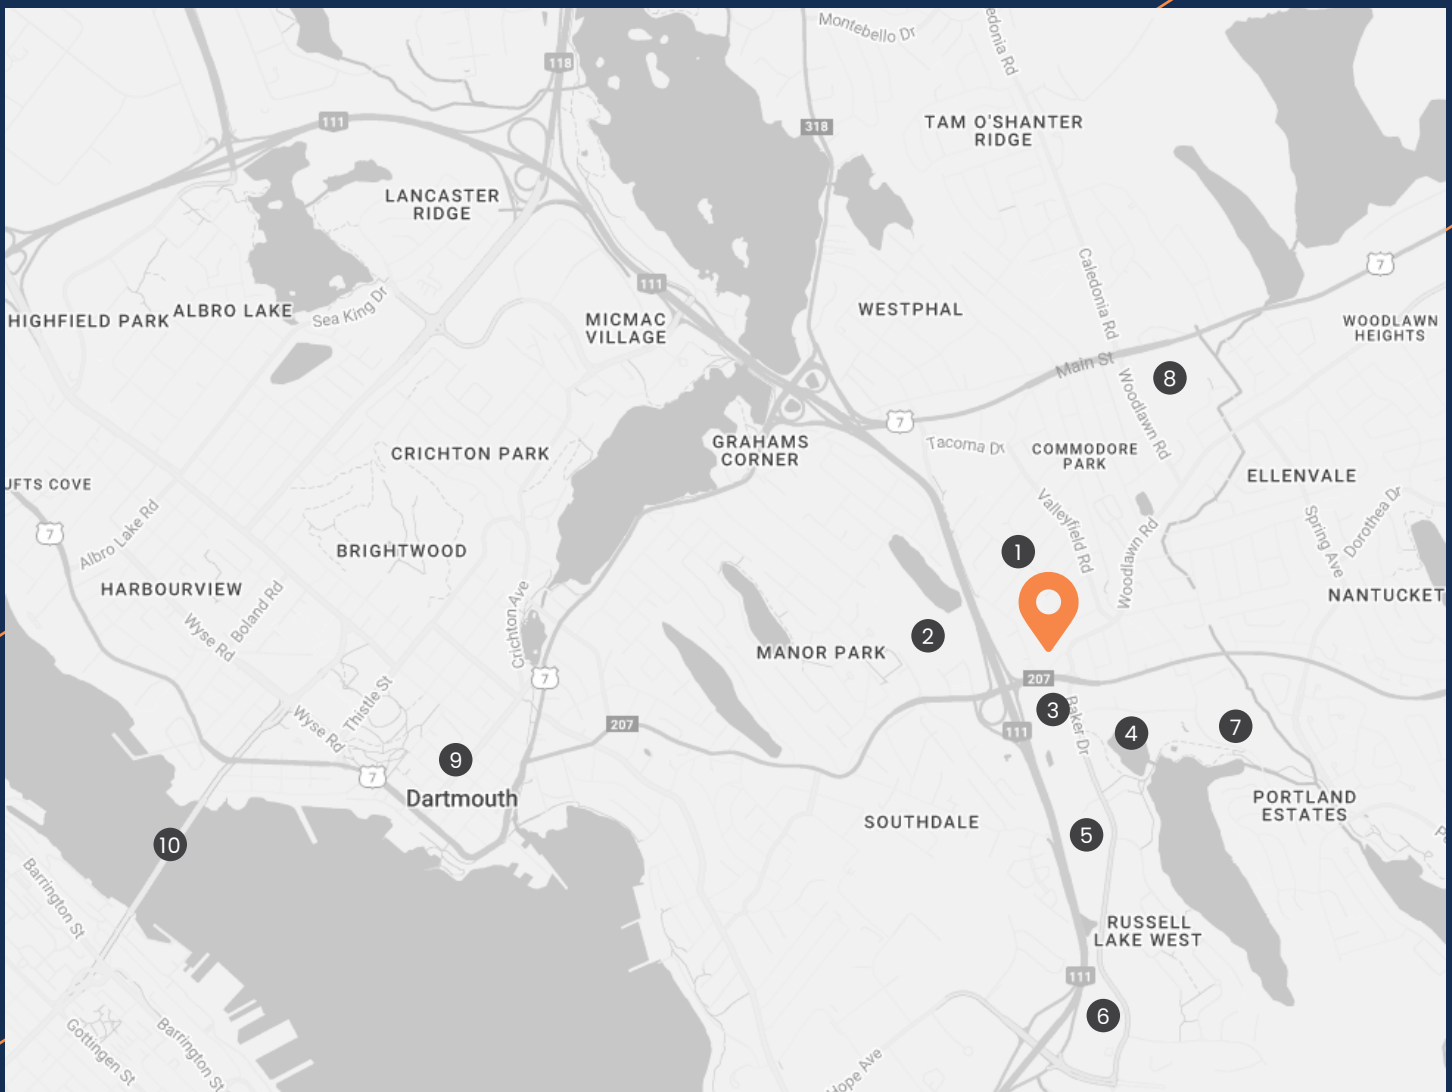 Montebello Dr
edonia Rd
118
111
318
TAM O'SHANTER
RIDGE
LANCASTER
RIDGE
7
Caledonia Rd
HIGHFIELD PARK
ALBRO LAKE
Sea King Dr
111
MICMAC
VILLAGE
WESTPHAL
WOODLAWN
HEIGHTS
Main St
8
Woodlawn Rd
7
CRICHTON PARK
GRAHAMS
CORNER
Tacoma Dr
COMMODORE
PARK
ELLENVALE
UFTS COVE
7
Albro Lake Rd
BRIGHTWOOD
Valleyfield Rd
Woodlawn Rd
Spring Ave
Dorothea Dr
1
HARBOURVIEW
Boland Rd
Wyse Rd
Crichton Ave
NANTUCKET
2
MANOR PARK
7
207
Thistle St
Wyse Rd
207
3
Baker Dr
111
4
7
9
7
Dartmouth
PORTLAND
ESTATES
SOUTHDALE
5
10
Barrington St
RUSSELL
LAKE WEST
111
6
Gottingen St
Barrington St
Hope Ave